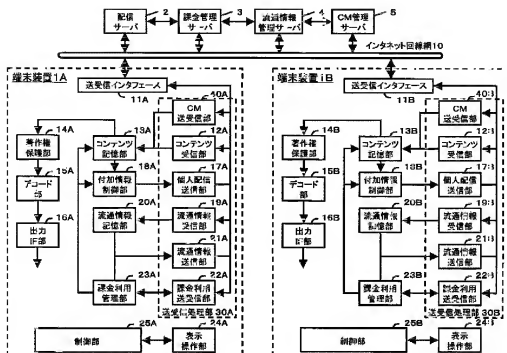 配信サーバ
2
課金管理サーバ
3
流通情報管理サーバ
4
CM管理サーバ
5
インタネット回線網10
端末装置1A
送受信インタフェース
11A
40A
CM送受信部
14A
著作権保護部
13A
コンテンツ記憶部
12A
コンテンツ受信部
15A
デコード部
18A
付加情報制御部
17A
個人配信送信部
16A
出力IF部
20A
流通情報記憶部
19A
流通情報受信部
21A
流通情報送信部
23A
課金利用管理部
22A
課金利用送受信部
送受信処理部30A
25A
制御部
24A
表示操作部
端末装置1B
送受信インタフェース
11B
40B
CM送受信部
14B
著作権保護部
13B
コンテンツ記憶部
12B
コンテンツ受信部
15B
デコード部
18B
付加情報制御部
17B
個人配信送信部
16B
出力IF部
20B
流通情報記憶部
19B
流通情報受信部
21B
流通情報送信部
23B
課金利用管理部
22B
課金利用送受信部
送受信処理部30B
25B
制御部
24B
表示操作部